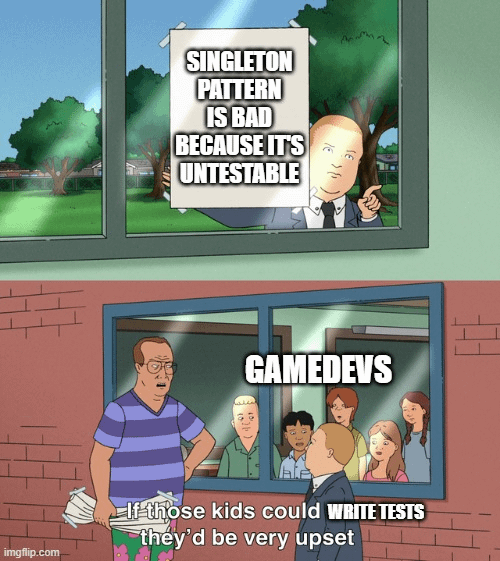 SINGLETON
PATTERN
IS BAD
BECAUSE IT'S
UNTESTABLE
GAMEDEVS
If those kids could WRITE TESTS
they'd be very upset
imgflip.com